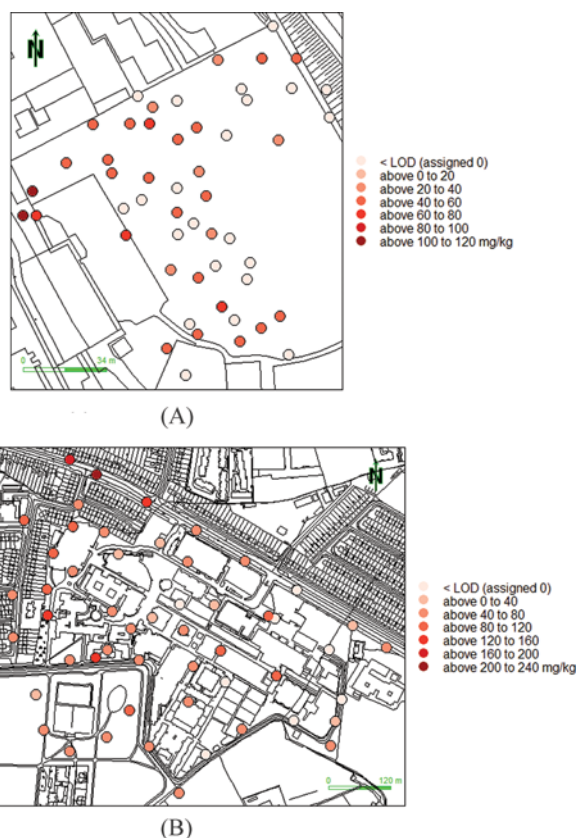 N
< LOD (assigned 0)
above 0 to 20
above 20 to 40
above 40 to 60
above 60 to 80
above 80 to 100
above 100 to 120 mg/kg
0 34 m
(A)
N
< LOD (assigned 0)
above 0 to 40
above 40 to 80
above 80 to 120
above 120 to 160
above 160 to 200
above 200 to 240 mg/kg
0 120 m
(B)